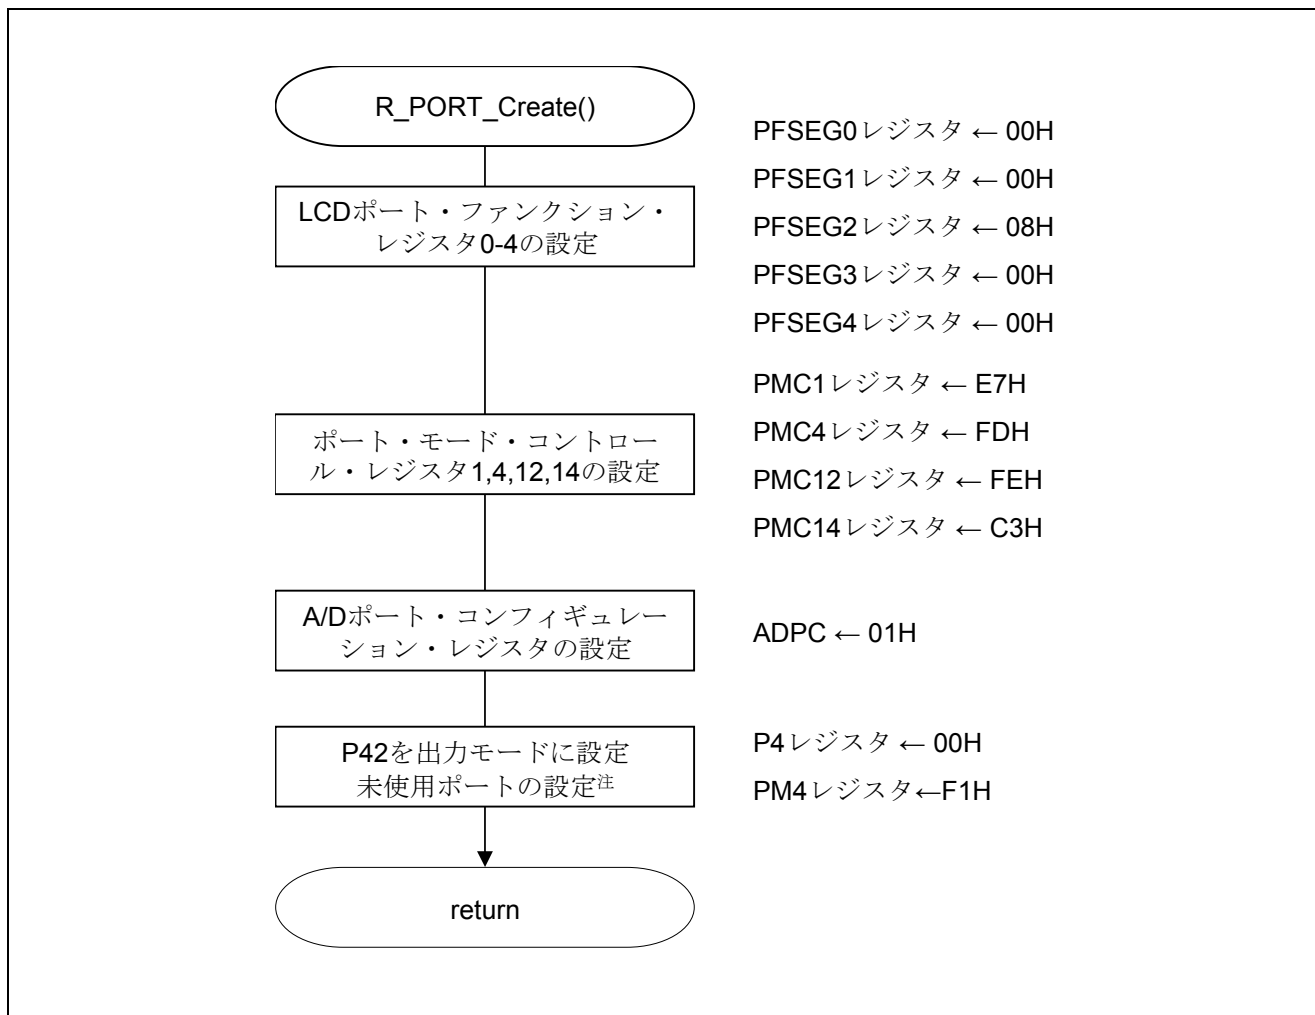 R_PORT_Create()
PFSEG0レジスタ ← 00H
PFSEG1レジスタ ← 00H
LCDポート・ファンクション・
レジスタ0-4の設定
PFSEG2レジスタ ← 08H
PFSEG3レジスタ ← 00H
PFSEG4レジスタ ← 00H
PMC1レジスタ ← E7H
ポート・モード・コントロー
ル・レジスタ1,4,12,14の設定
PMC4レジスタ ← FDH
PMC12レジスタ ← FEH
PMC14レジスタ ← C3H
A/Dポート・コンフィギュレー
ション・レジスタの設定
ADPC ← 01H
P42を出力モードに設定
未使用ポートの設定注
P4レジスタ ← 00H
PM4レジスタ←F1H
return